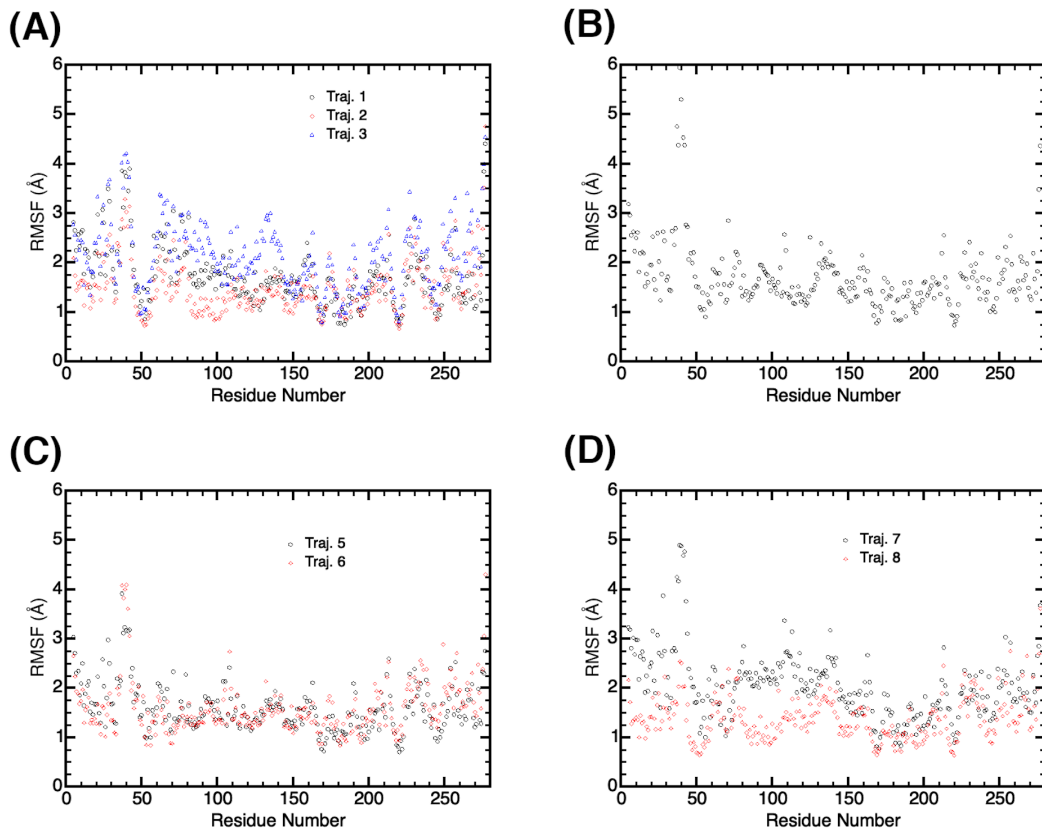 (A)
6
5
4
3
2
1
0
RMSF (Å)
Traj. 1
Traj. 2
Traj. 3
0 50 100 150 200 250
Residue Number
(B)
6
5
4
3
2
1
0
RMSF (Å)
0 50 100 150 200 250
Residue Number
(C)
6
5
4
3
2
1
0
RMSF (Å)
Traj. 5
Traj. 6
0 50 100 150 200 250
Residue Number
(D)
6
5
4
3
2
1
0
RMSF (Å)
Traj. 7
Traj. 8
0 50 100 150 200 250
Residue Number